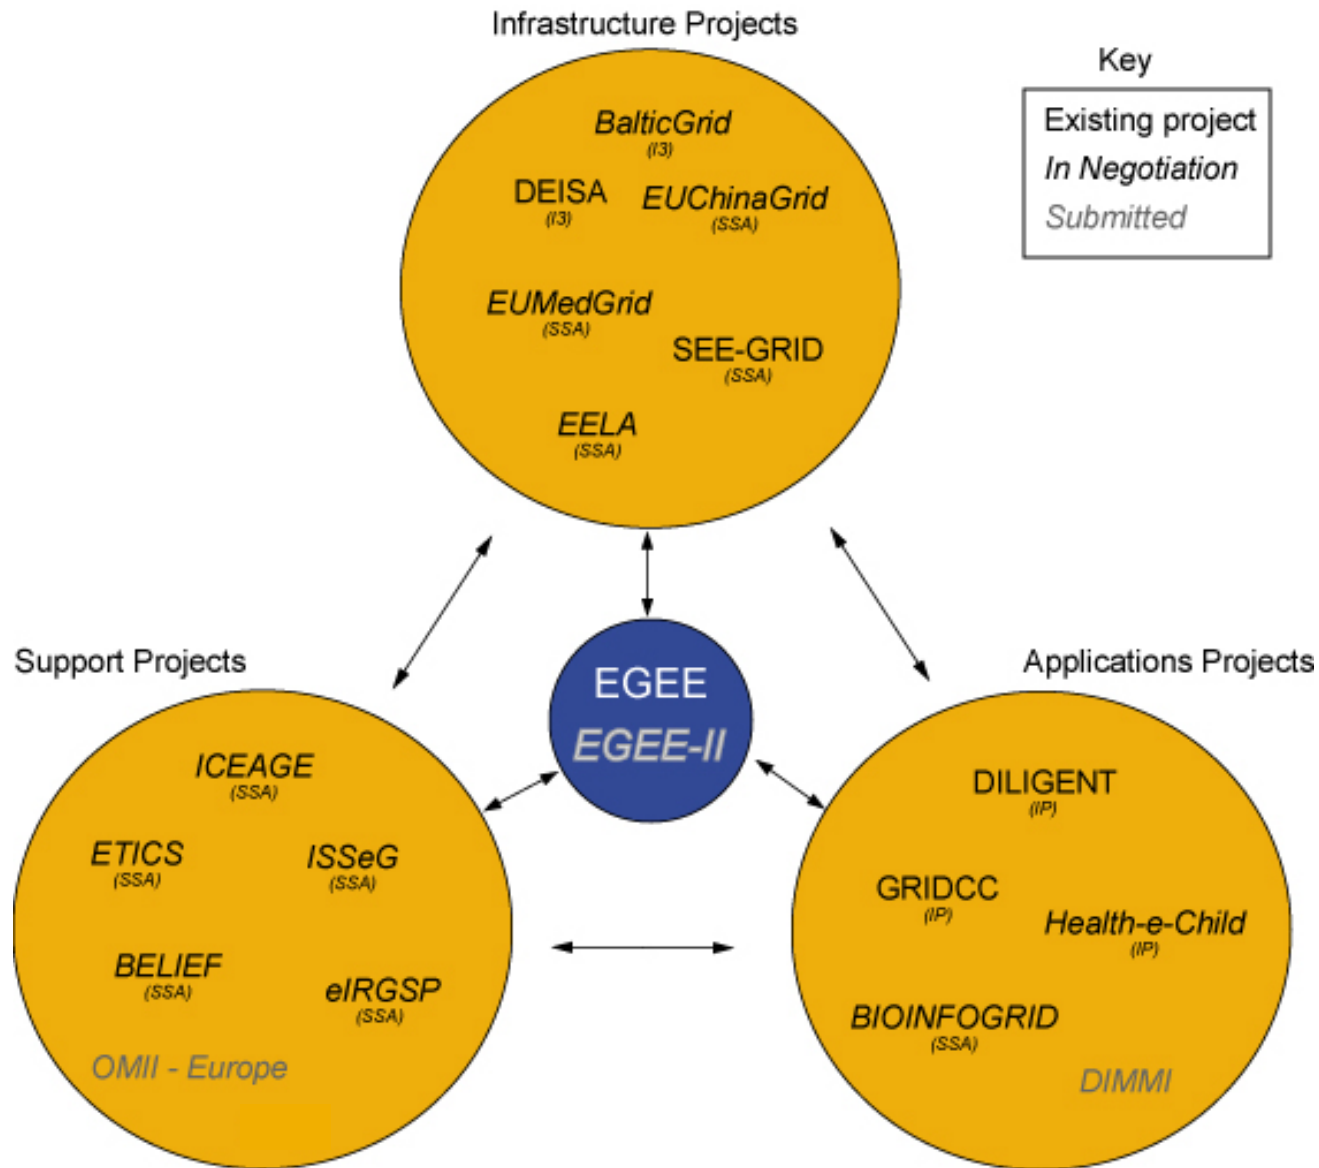 Infrastructure Projects
Key
Existing project
In Negotiation
Submitted
BalticGrid
(I3)
DEISA
(I3)
EUChinaGrid
(SSA)
EUMedGrid
(SSA)
SEE-GRID
(SSA)
EELA
(SSA)
Support Projects
EGEE
EGEE-II
Applications Projects
ICEAGE
(SSA)
ETICS
(SSA)
ISSeG
(SSA)
BELIEF
(SSA)
eIRGSP
(SSA)
OMII - Europe
DILIGENT
(IP)
GRIDCC
(IP)
Health-e-Child
(IP)
BIOINFOGRID
(SSA)
DIMMI